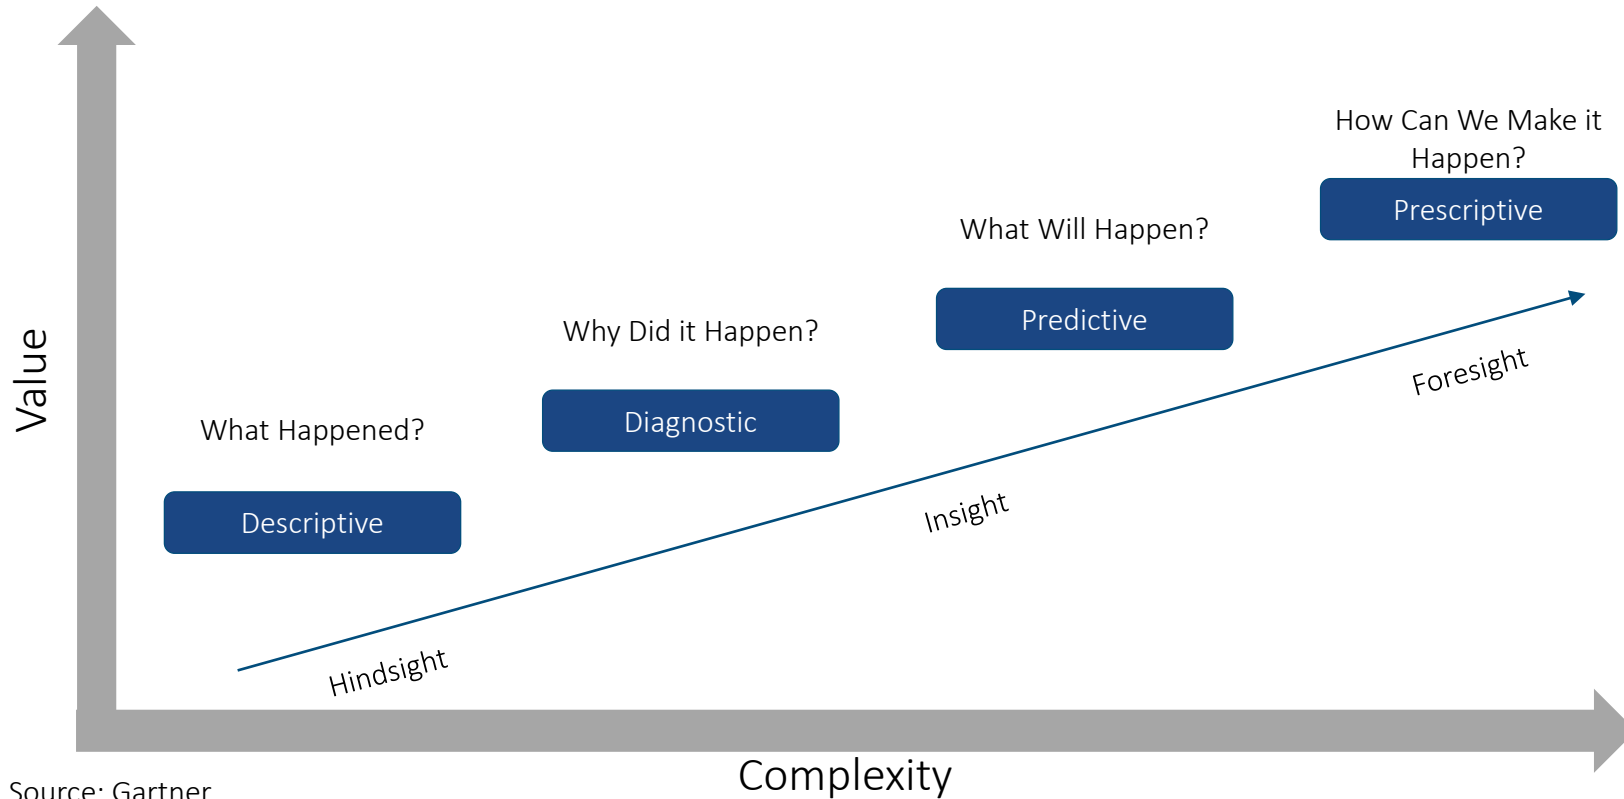 How Can We Make it
Happen?
Prescriptive
What Will Happen?
Predictive
Why Did it Happen?
Diagnostic
What Happened?
Descriptive
Value
Foresight
Insight
Hindsight
Complexity
Source: Gartner